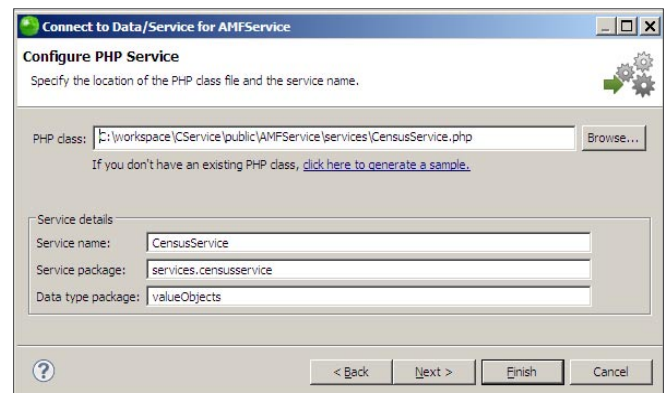 Connect to Data/Service for AMFService
Configure PHP Service
Specify the location of the PHP class file and the service name.
PHP class: C:\workspace\CService\public\AMFService\services\CensusService.php Browse...
If you don't have an existing PHP class, click here to generate a sample.
Service details
Service name: CensusService
Service package: services.censusservice
Data type package: valueObjects
? < Back Next > Finish Cancel